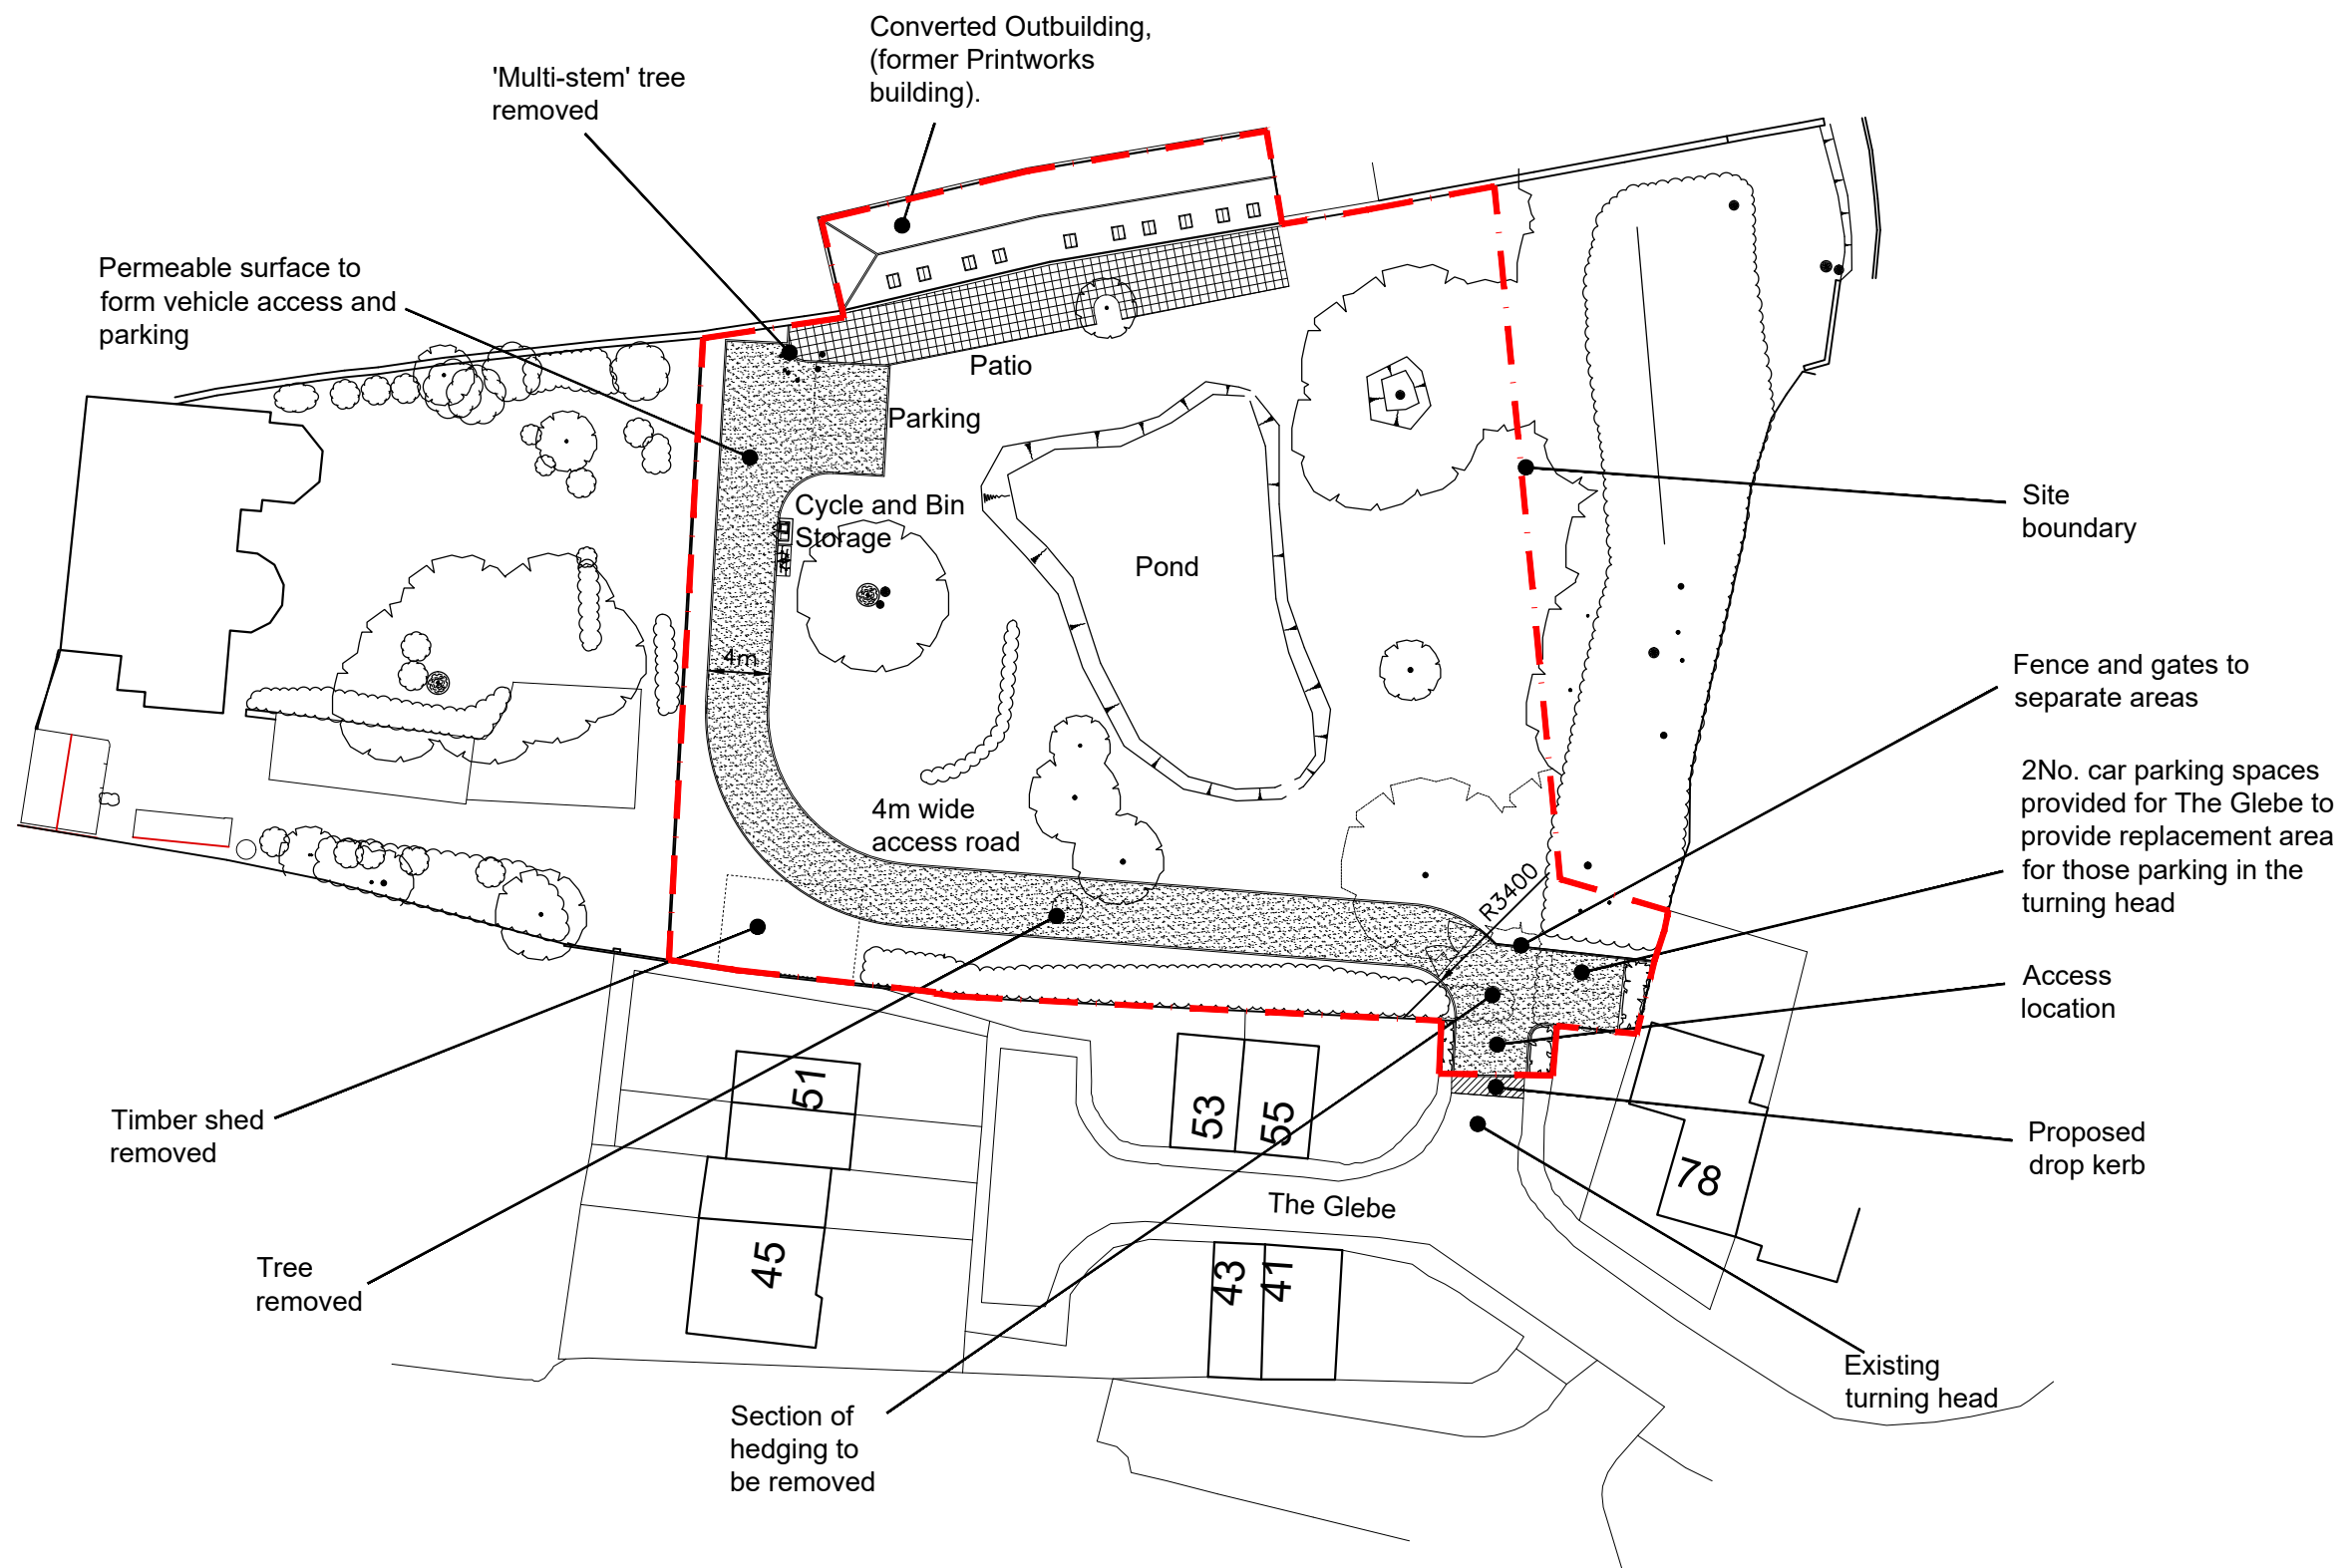 Converted Outbuilding,
(former Printworks
building).
'Multi-stem' tree
removed
Permeable surface to
form vehicle access and
parking
Patio
Parking
Cycle and Bin
Storage
Pond
Site
boundary
4m
Fence and gates to
separate areas
2No. car parking spaces
provided for The Glebe to
provide replacement area
for those parking in the
turning head
4m wide
access road
R3400
Access
location
Timber shed
removed
51
53
55
Proposed
drop kerb
78
The Glebe
45
43
41
Tree
removed
Existing
turning head
Section of
hedging to
be removed